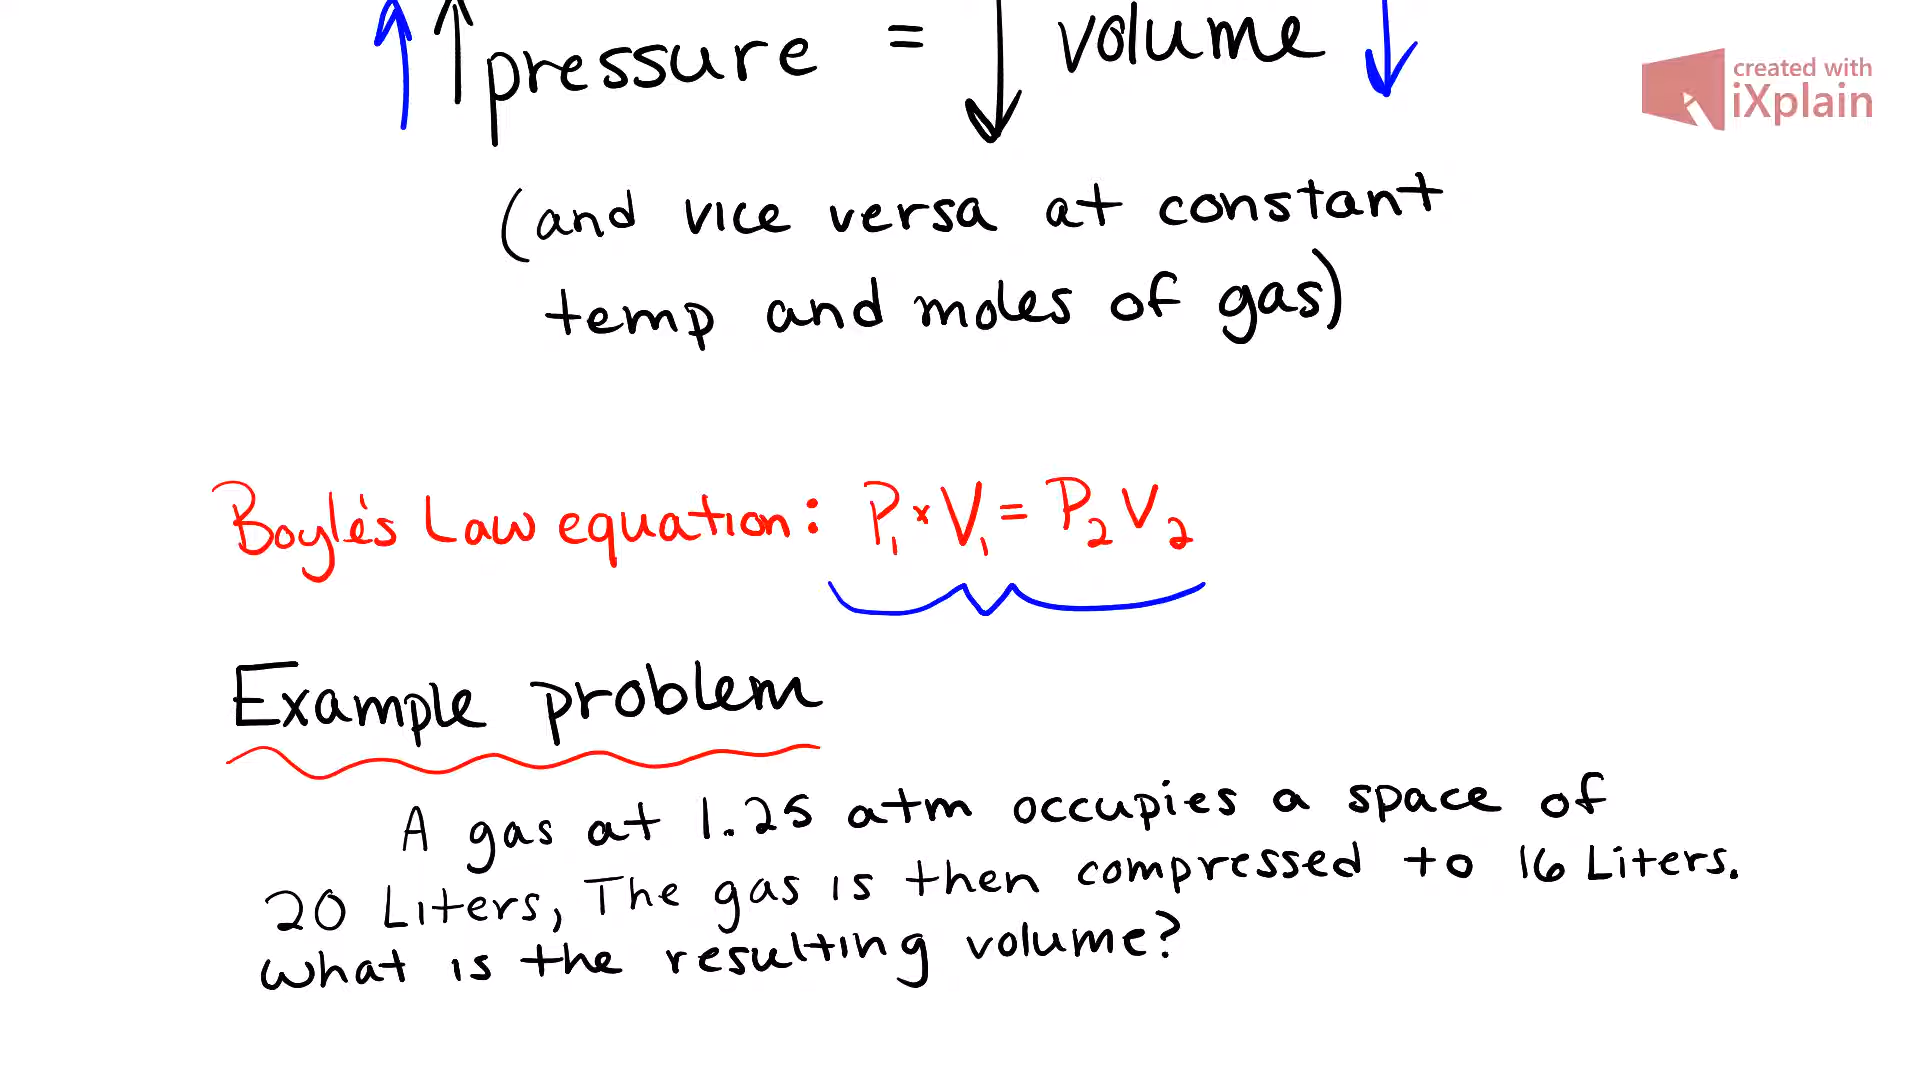 ↑ ↑ pressure = ↓ volume ↓
created with
iXplain
(and vice versa at constant
temp and moles of gas)
Boyle's Law equation: P₁ × V₁ = P₂ V₂
Example problem
A gas at 1.25 atm occupies a space of
20 Liters, The gas is then compressed to 16 Liters.
what is the resulting volume?